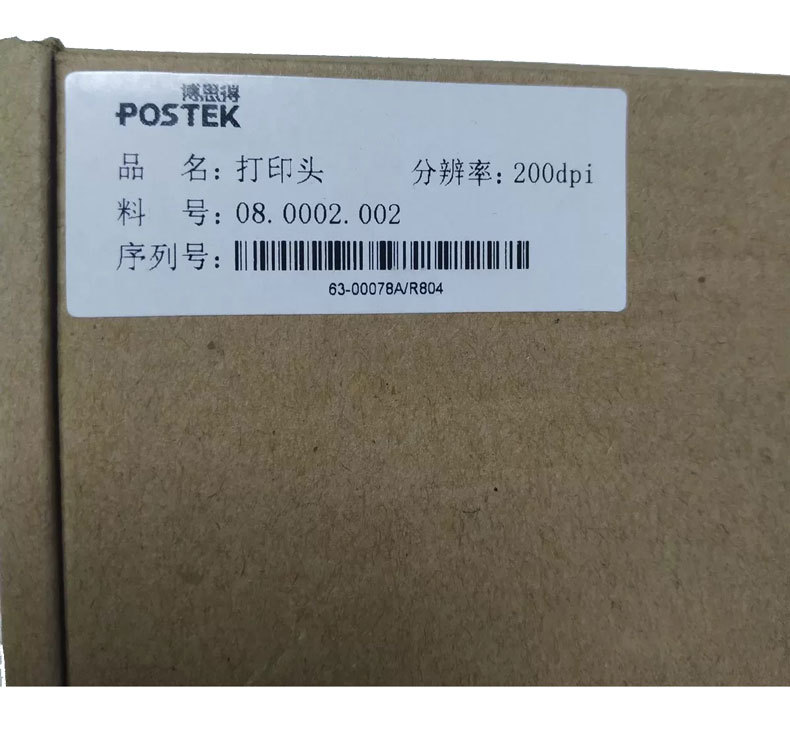 博思得
POSTEK
品 名: 打印头 分辨率: 200dpi
料 号: 08.0002.002
序列号:
63-00078A/R804